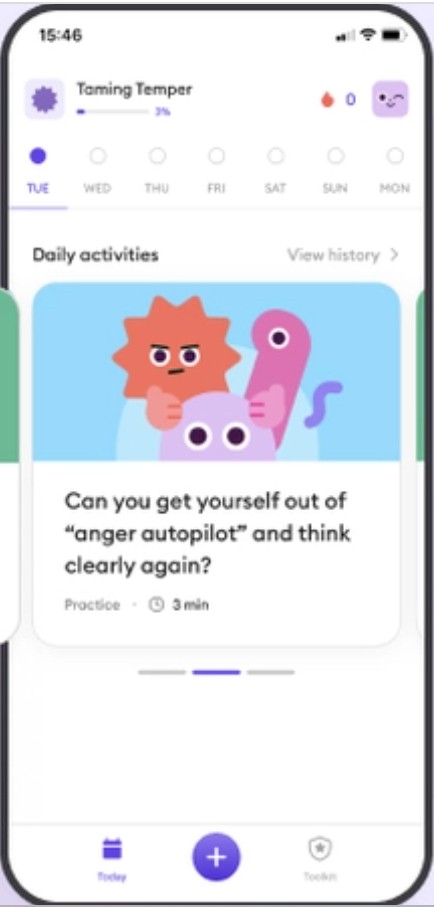 15:46
Taming Temper
3%
0
TUE WED THU FRI SAT SUN MON
Daily activities View history
Can you get yourself out of
“anger autopilot” and think
clearly again?
Practice · 3 min
Today Toolkit